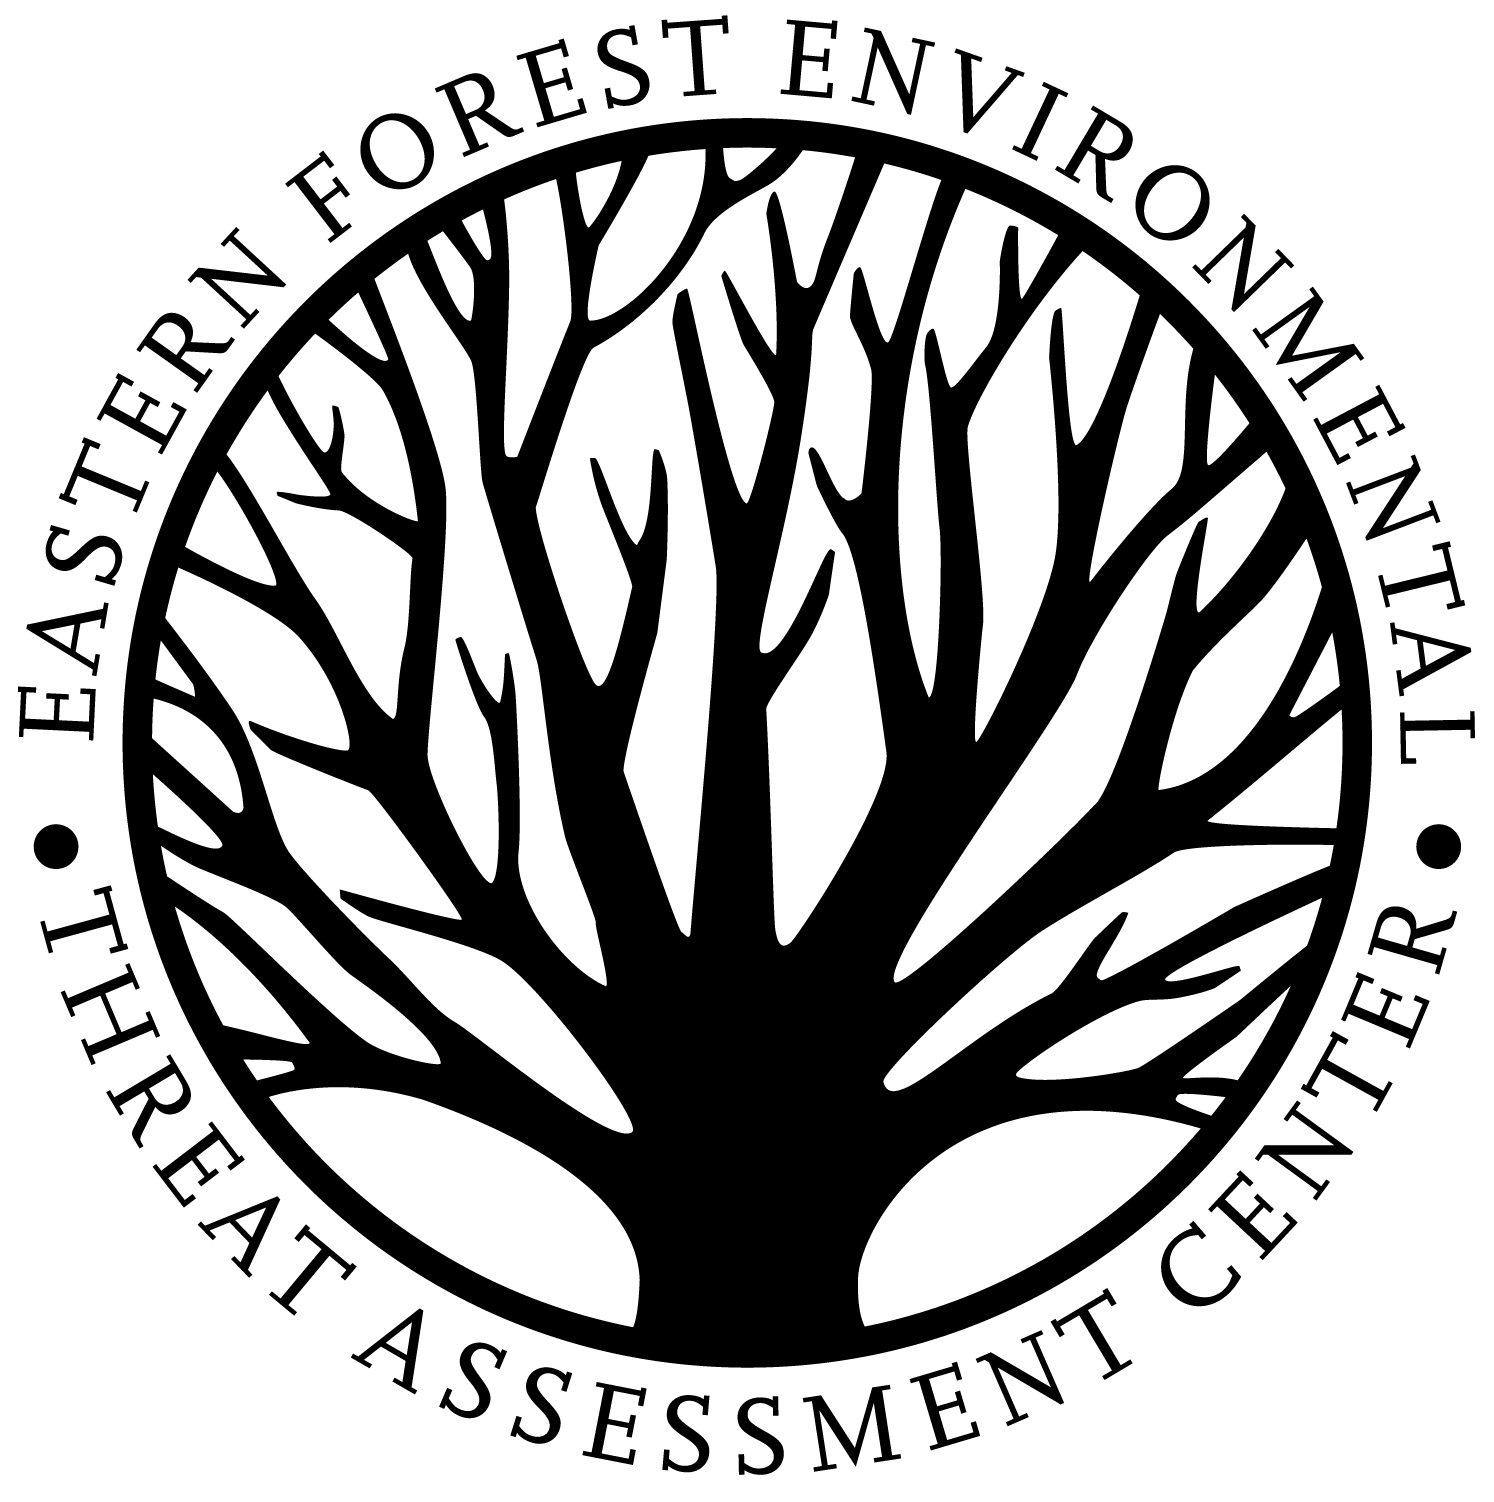 EASTERN FOREST ENVIRONMENTAL
• THREAT ASSESSMENT CENTER •